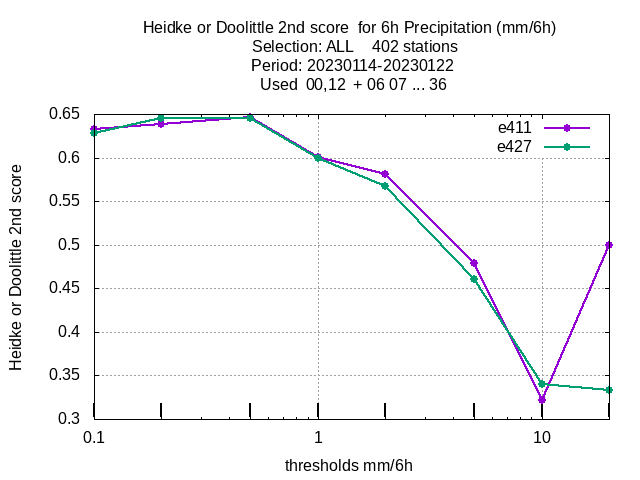 Heidke or Doolittle 2nd score  for 6h Precipitation (mm/6h)
Selection: ALL    402 stations
Period: 20230114-20230122
Used  00,12  + 06 07 ... 36
e411
e427
Heidke or Doolittle 2nd score
0.65
0.6
0.55
0.5
0.45
0.4
0.35
0.3
0.1
1
10
thresholds mm/6h